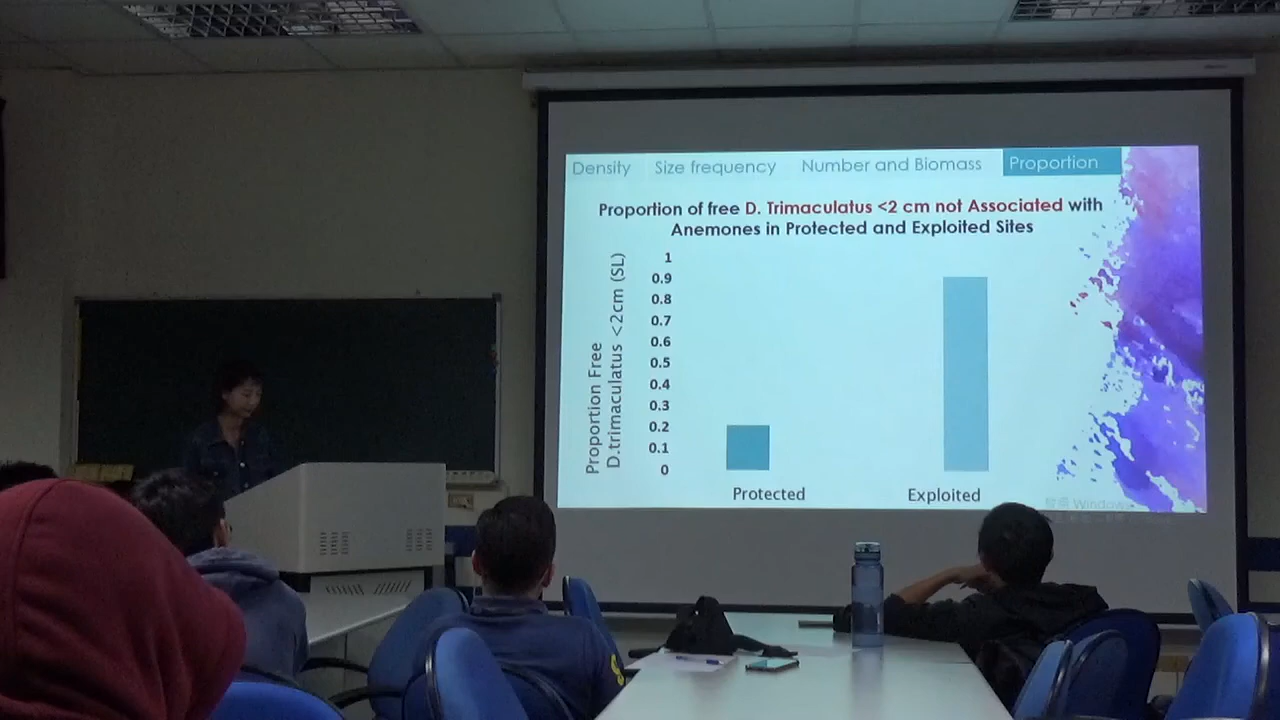 Density Size frequency Number and Biomass Proportion
Proportion of free D. Trimaculatus <2 cm not Associated with
Anemones in Protected and Exploited Sites
Proportion Free
D.trimaculatus <2cm (SL)
1
0.9
0.8
0.7
0.6
0.5
0.4
0.3
0.2
0.1
0
Protected Exploited
Windows